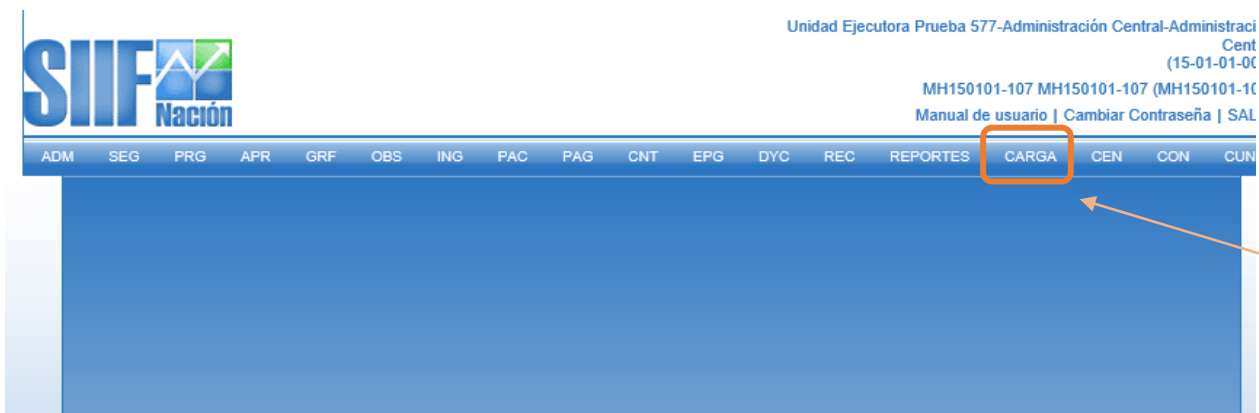 SIIF
Nación
Unidad Ejecutora Prueba 577-Administración Central-Administraci
Cent
(15-01-01-00
MH150101-107 MH150101-107 (MH150101-10
Manual de usuario | Cambiar Contraseña | SAL
ADM SEG PRG APR GRF OBS ING PAC PAG CNT EPG DYC REC REPORTES CARGA CEN CON CUN